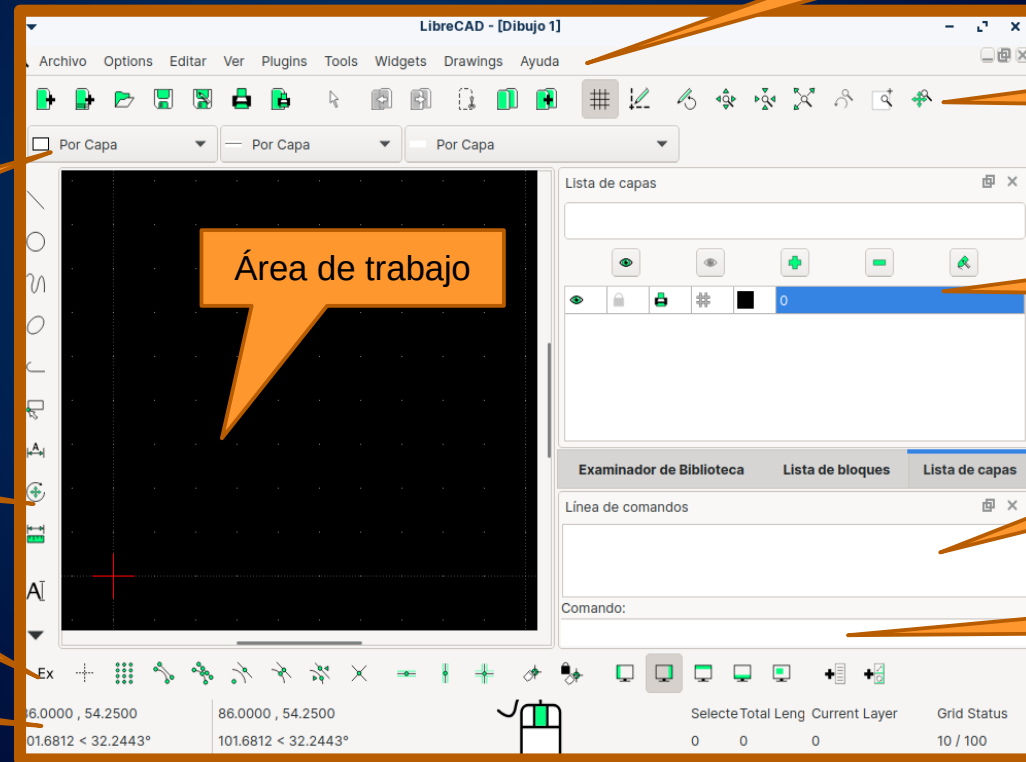 LibreCAD - [Dibujo 1]
Archivo Options Editar Ver Plugins Tools Widgets Drawings Ayuda
Por Capa Por Capa Por Capa
Lista de capas
Área de trabajo
0
Examinador de Biblioteca Lista de bloques Lista de capas
Línea de comandos
A
Comando:
Ex
6.0000 , 54.2500 86.0000 , 54.2500 Selecte Total Leng Current Layer Grid Status
01.6812 < 32.2443° 101.6812 < 32.2443° 0 0 0 10 / 100